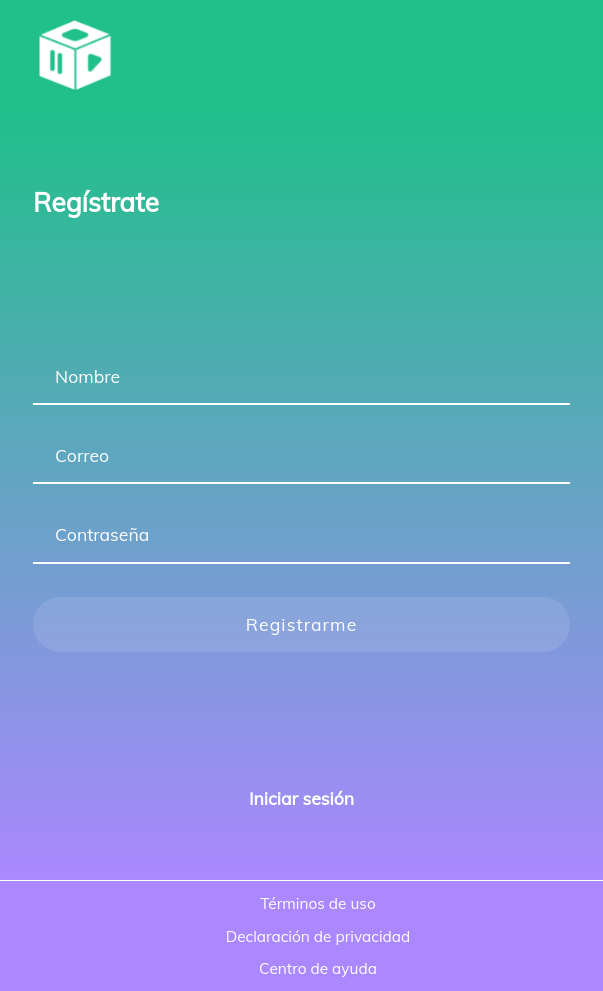 Regístrate
Nombre
Correo
Contraseña
Registrarme
Iniciar sesión
Términos de uso
Declaración de privacidad
Centro de ayuda